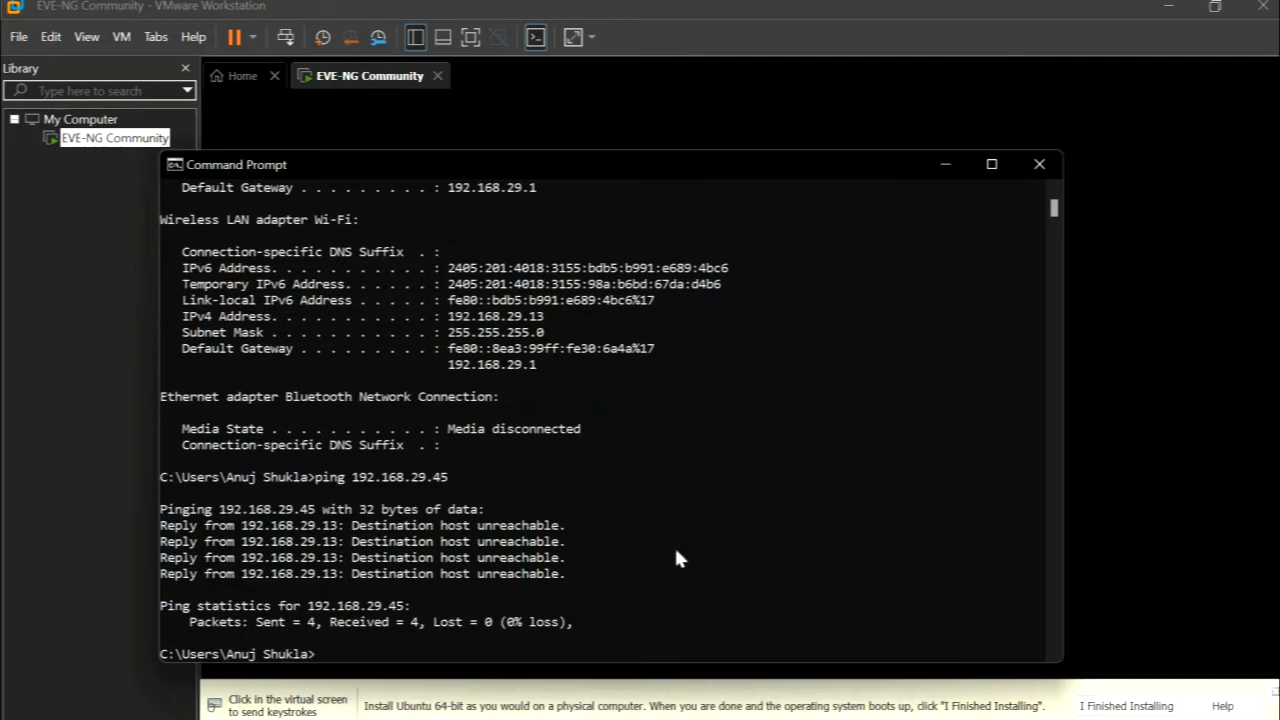 EVE-NG Community - VMware Workstation
File Edit View VM Tabs Help
Library
Type here to search
Home
EVE-NG Community
My Computer
EVE-NG Community
Command Prompt
Default Gateway . . . . . . . . . : 192.168.29.1
Wireless LAN adapter Wi-Fi:
Connection-specific DNS Suffix . :
IPv6 Address. . . . . . . . . . . : 2405:201:4018:3155:bdb5:b991:e689:4bc6
Temporary IPv6 Address. . . . . . : 2405:201:4018:3155:98a:b6bd:67da:d4b6
Link-local IPv6 Address . . . . . : fe80::bdb5:b991:e689:4bc6%17
IPv4 Address. . . . . . . . . . . : 192.168.29.13
Subnet Mask . . . . . . . . . . . : 255.255.255.0
Default Gateway . . . . . . . . . : fe80::8ea3:99ff:fe30:6a4a%17
192.168.29.1
Ethernet adapter Bluetooth Network Connection:
Media State . . . . . . . . . . . : Media disconnected
Connection-specific DNS Suffix . :
C:\Users\Anuj Shukla>ping 192.168.29.45
Pinging 192.168.29.45 with 32 bytes of data:
Reply from 192.168.29.13: Destination host unreachable.
Reply from 192.168.29.13: Destination host unreachable.
Reply from 192.168.29.13: Destination host unreachable.
Reply from 192.168.29.13: Destination host unreachable.
Ping statistics for 192.168.29.45:
Packets: Sent = 4, Received = 4, Lost = 0 (0% loss),
C:\Users\Anuj Shukla>
Click in the virtual screen
to send keystrokes
Install Ubuntu 64-bit as you would on a physical computer. When you are done and the operating system boots up, click "I Finished Installing".
I Finished Installing
Help